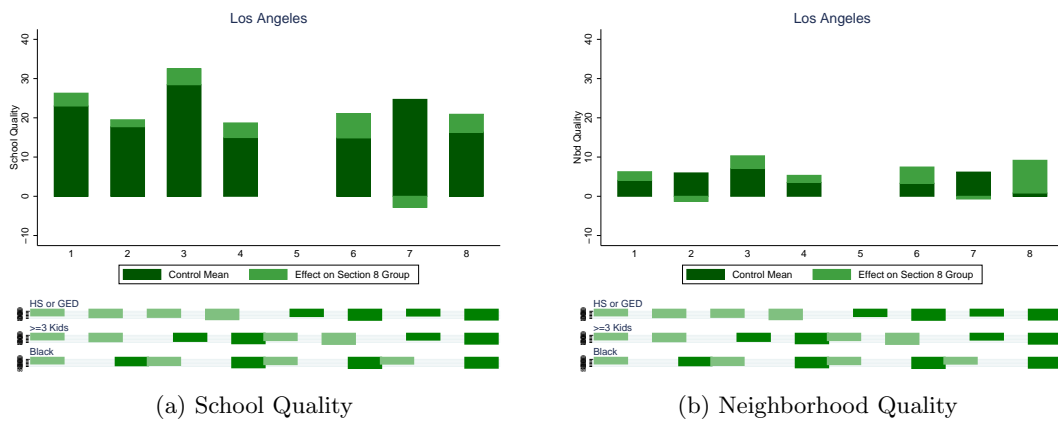 Los Angeles
School Quality
40
30
20
10
0
−10
1 2 3 4 5 6 7 8
Control Mean Effect on Section 8 Group
HS or GED
>=3 Kids
Black
(a) School Quality
Los Angeles
Nbd Quality
40
30
20
10
0
−10
1 2 3 4 5 6 7 8
Control Mean Effect on Section 8 Group
HS or GED
>=3 Kids
Black
(b) Neighborhood Quality